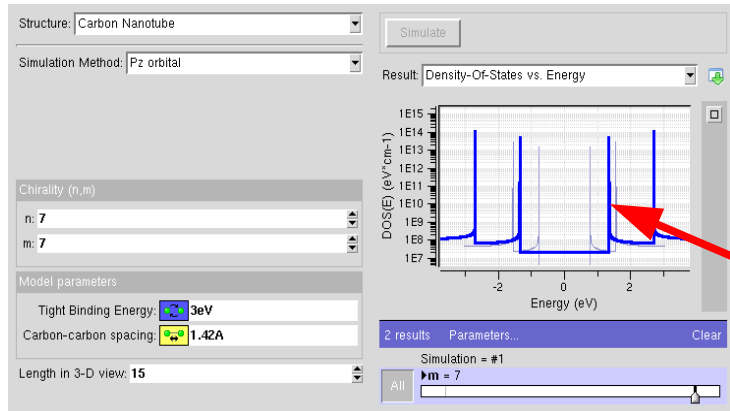 Structure: Carbon Nanotube
Simulation Method: Pz orbital
Chirality (n,m)
n: 7
m: 7
Model parameters
Tight Binding Energy: 3eV
Carbon-carbon spacing: 1.42A
Length in 3-D view: 15
Simulate
Result: Density-Of-States vs. Energy
DOS(E) (eV*cm-1)
1E15
1E14
1E13
1E12
1E11
1E10
1E9
1E8
1E7
-2 0 2
Energy (eV)
2 results Parameters... Clear
Simulation = #1
All
m = 7